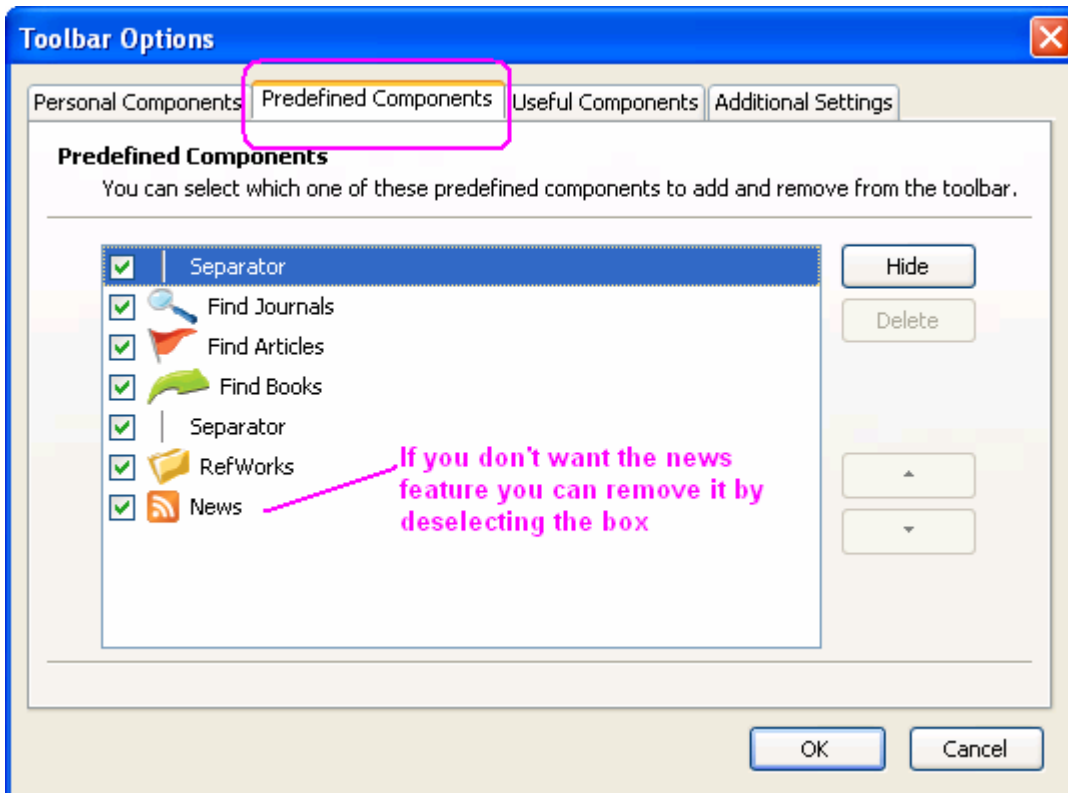 Toolbar Options
Personal Components Predefined Components Useful Components Additional Settings
Predefined Components
You can select which one of these predefined components to add and remove from the toolbar.
Separator
Hide
Find Journals
Delete
Find Articles
Find Books
Separator
RefWorks
News
If you don't want the news
feature you can remove it by
deselecting the box
OK
Cancel